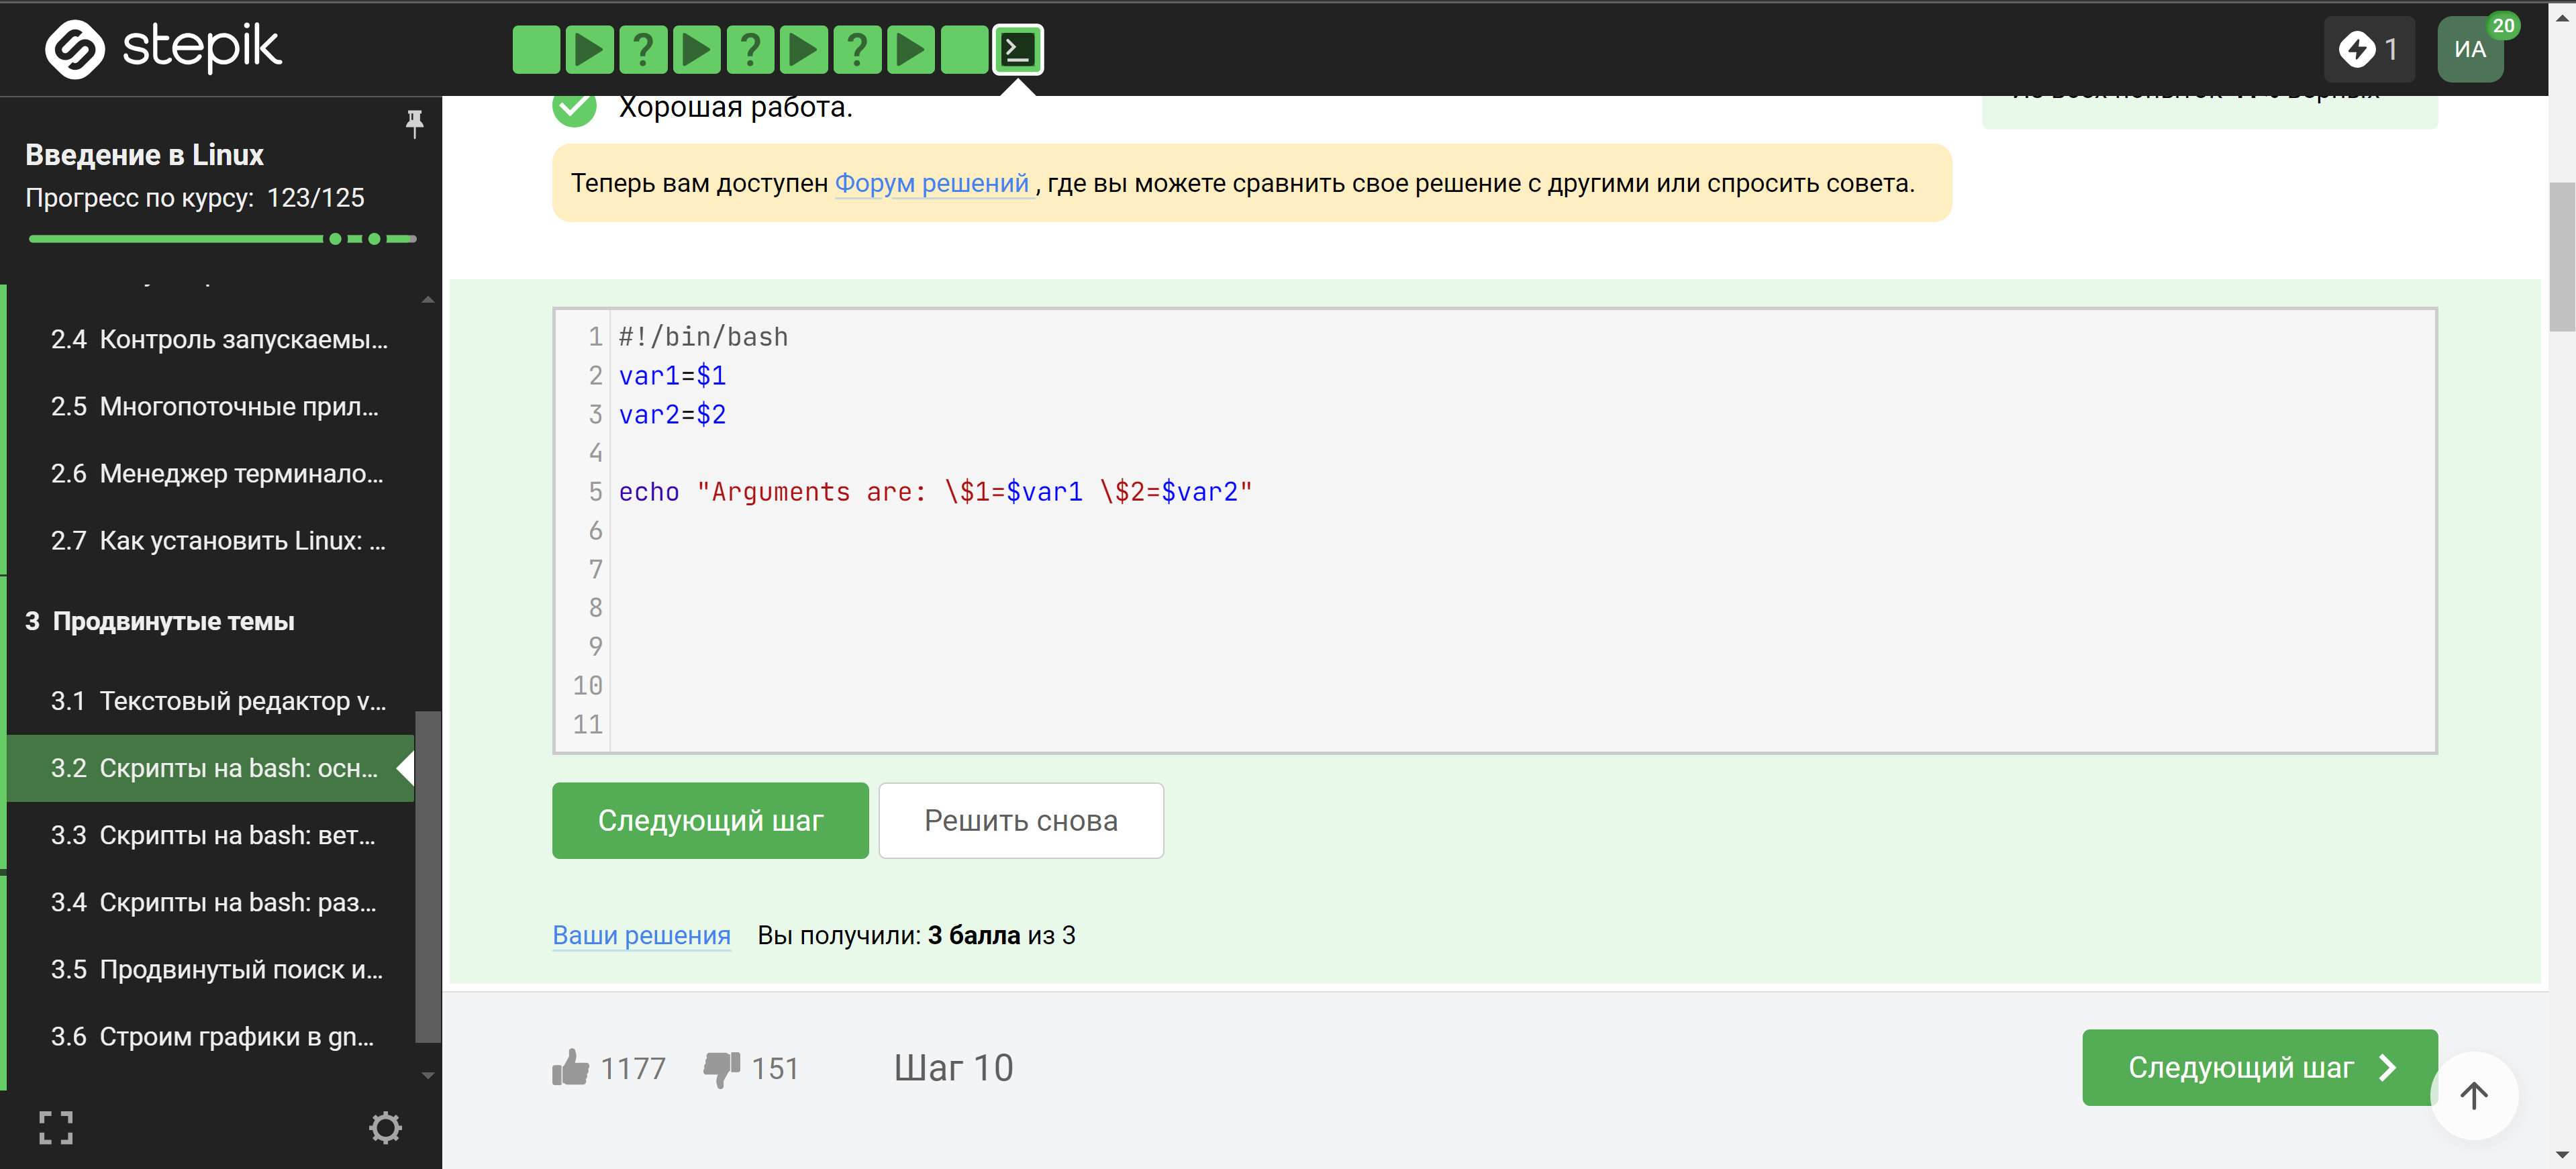 stepik
? ? ?
1
ИА
20
Введение в Linux
Прогресс по курсу: 123/125
2.4 Контроль запускаемы...
2.5 Многопоточные прил...
2.6 Менеджер терминало...
2.7 Как установить Linux: ...
3 Продвинутые темы
3.1 Текстовый редактор v...
3.2 Скрипты на bash: осн...
3.3 Скрипты на bash: вет...
3.4 Скрипты на bash: раз...
3.5 Продвинутый поиск и...
3.6 Строим графики в gn...
Хорошая работа.
Теперь вам доступен Форум решений , где вы можете сравнить свое решение с другими или спросить совета.
1 #!/bin/bash
2 var1=$1
3 var2=$2
4
5 echo "Arguments are: \$1=$var1 \$2=$var2"
6
7
8
9
10
11
Следующий шаг
Решить снова
Ваши решения Вы получили: 3 балла из 3
1177 151 Шаг 10
Следующий шаг